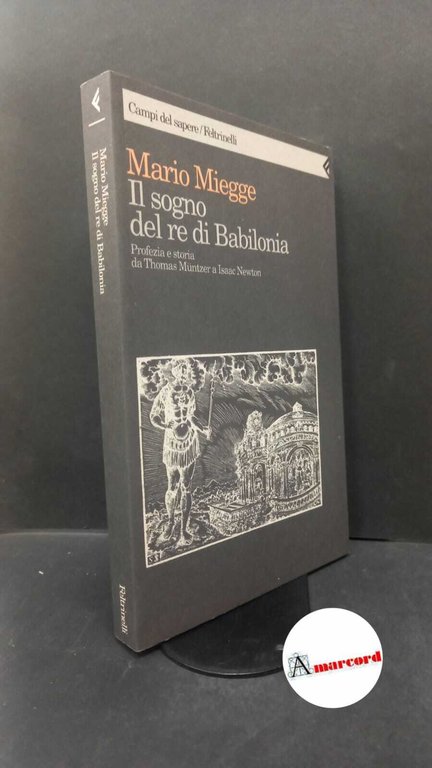 Campi del sapere/Feltrinelli
Mario Miegge
Il sogno
del re di Babilonia
Profezia e storia
da Thomas Müntzer a Isaac Newton
Mario Miegge
Il sogno del re di Babilonia
Feltrinelli
Amarcord